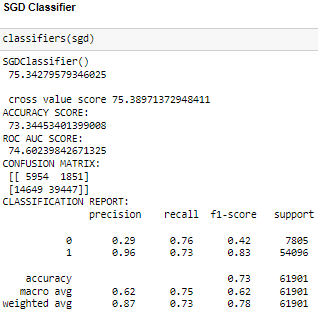 SGD Classifier
classifiers(sgd)
SGDClassifier()
75.34279579346025
cross value score 75.38971372948411
ACCURACY SCORE:
73.34453401399008
ROC AUC SCORE:
74.60239842671325
CONFUSION MATRIX:
[[ 5954 1851]
[14649 39447]]
CLASSIFICATION REPORT:
precision recall f1-score support
0 0.29 0.76 0.42 7805
1 0.96 0.73 0.83 54096
accuracy 0.73 61901
macro avg 0.62 0.75 0.62 61901
weighted avg 0.87 0.73 0.78 61901